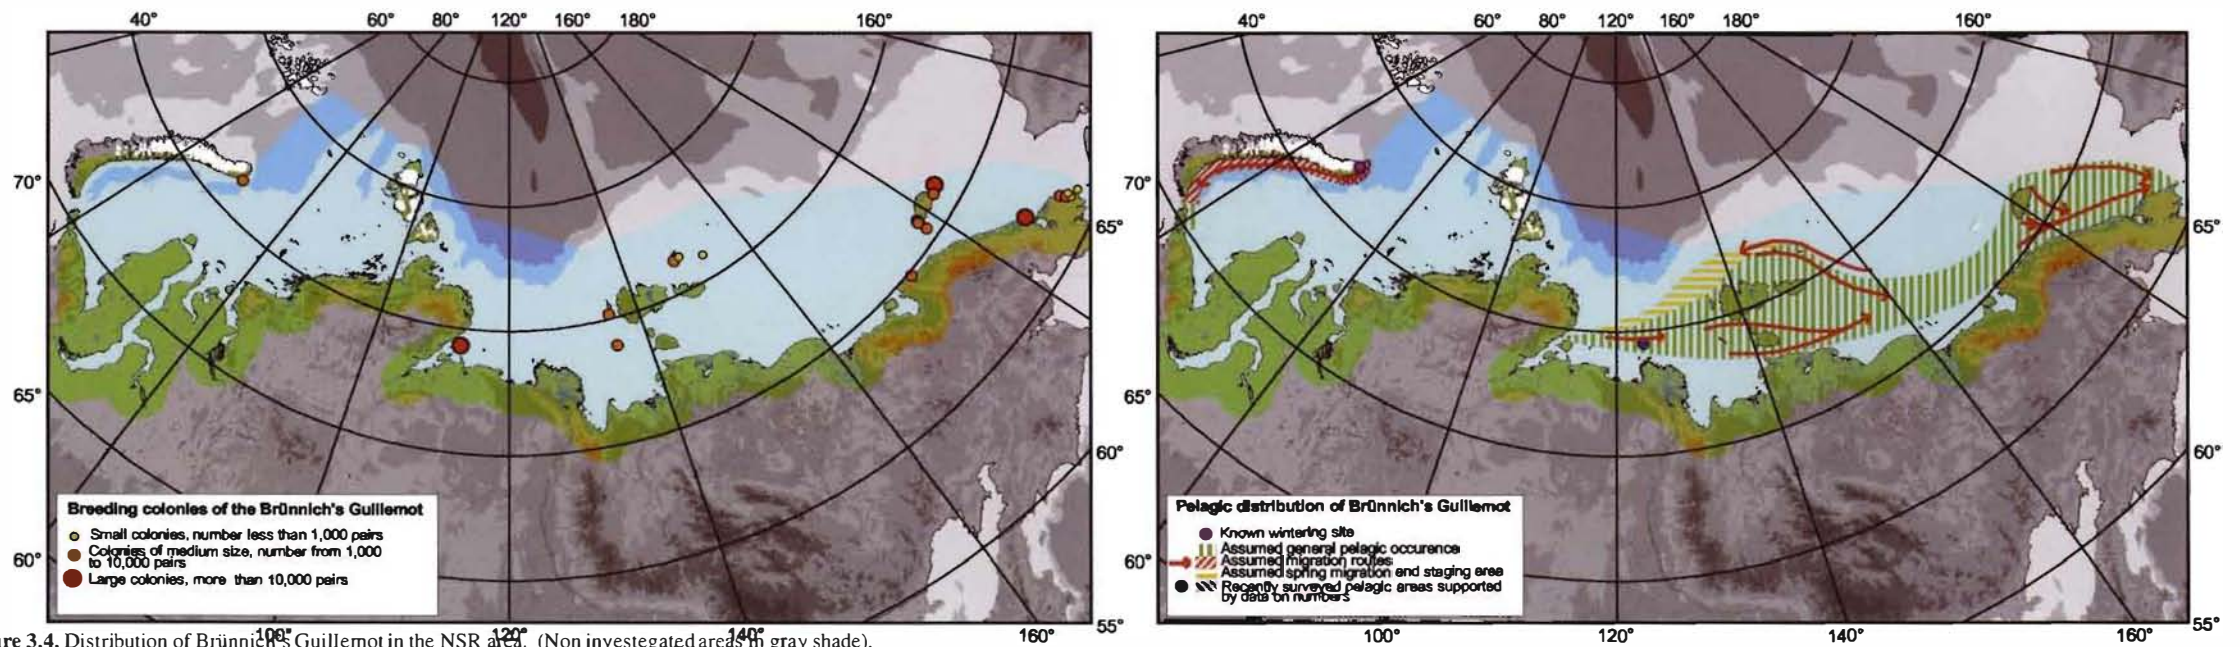 40° 60° 80° 120° 160° 180° 160°
70°
65°
65°
60°
60°
55°
Breeding colonies of the Brünnich's Guillemot
Small colonies, number less than 1,000 pairs
Colonies of medium size, number from 1,000
to 10,000 pairs
Large colonies, more than 10,000 pairs
100° 120° 140° 160°
40° 60° 80° 120° 160° 180° 160°
70°
65°
65°
60°
60°
55°
Pelagic distribution of Brünnich's Guillemot
Known wintering site
Assumed general pelagic occurence
Assumed migration routes
Assumed spring migration and staging area
Recently surveyed pelagic areas supported
by data on numbers
100° 120° 140° 160°
3.4. Distribution of Brünnich's Guillemot in the NSR area. (Non investegated areas in gray shade).